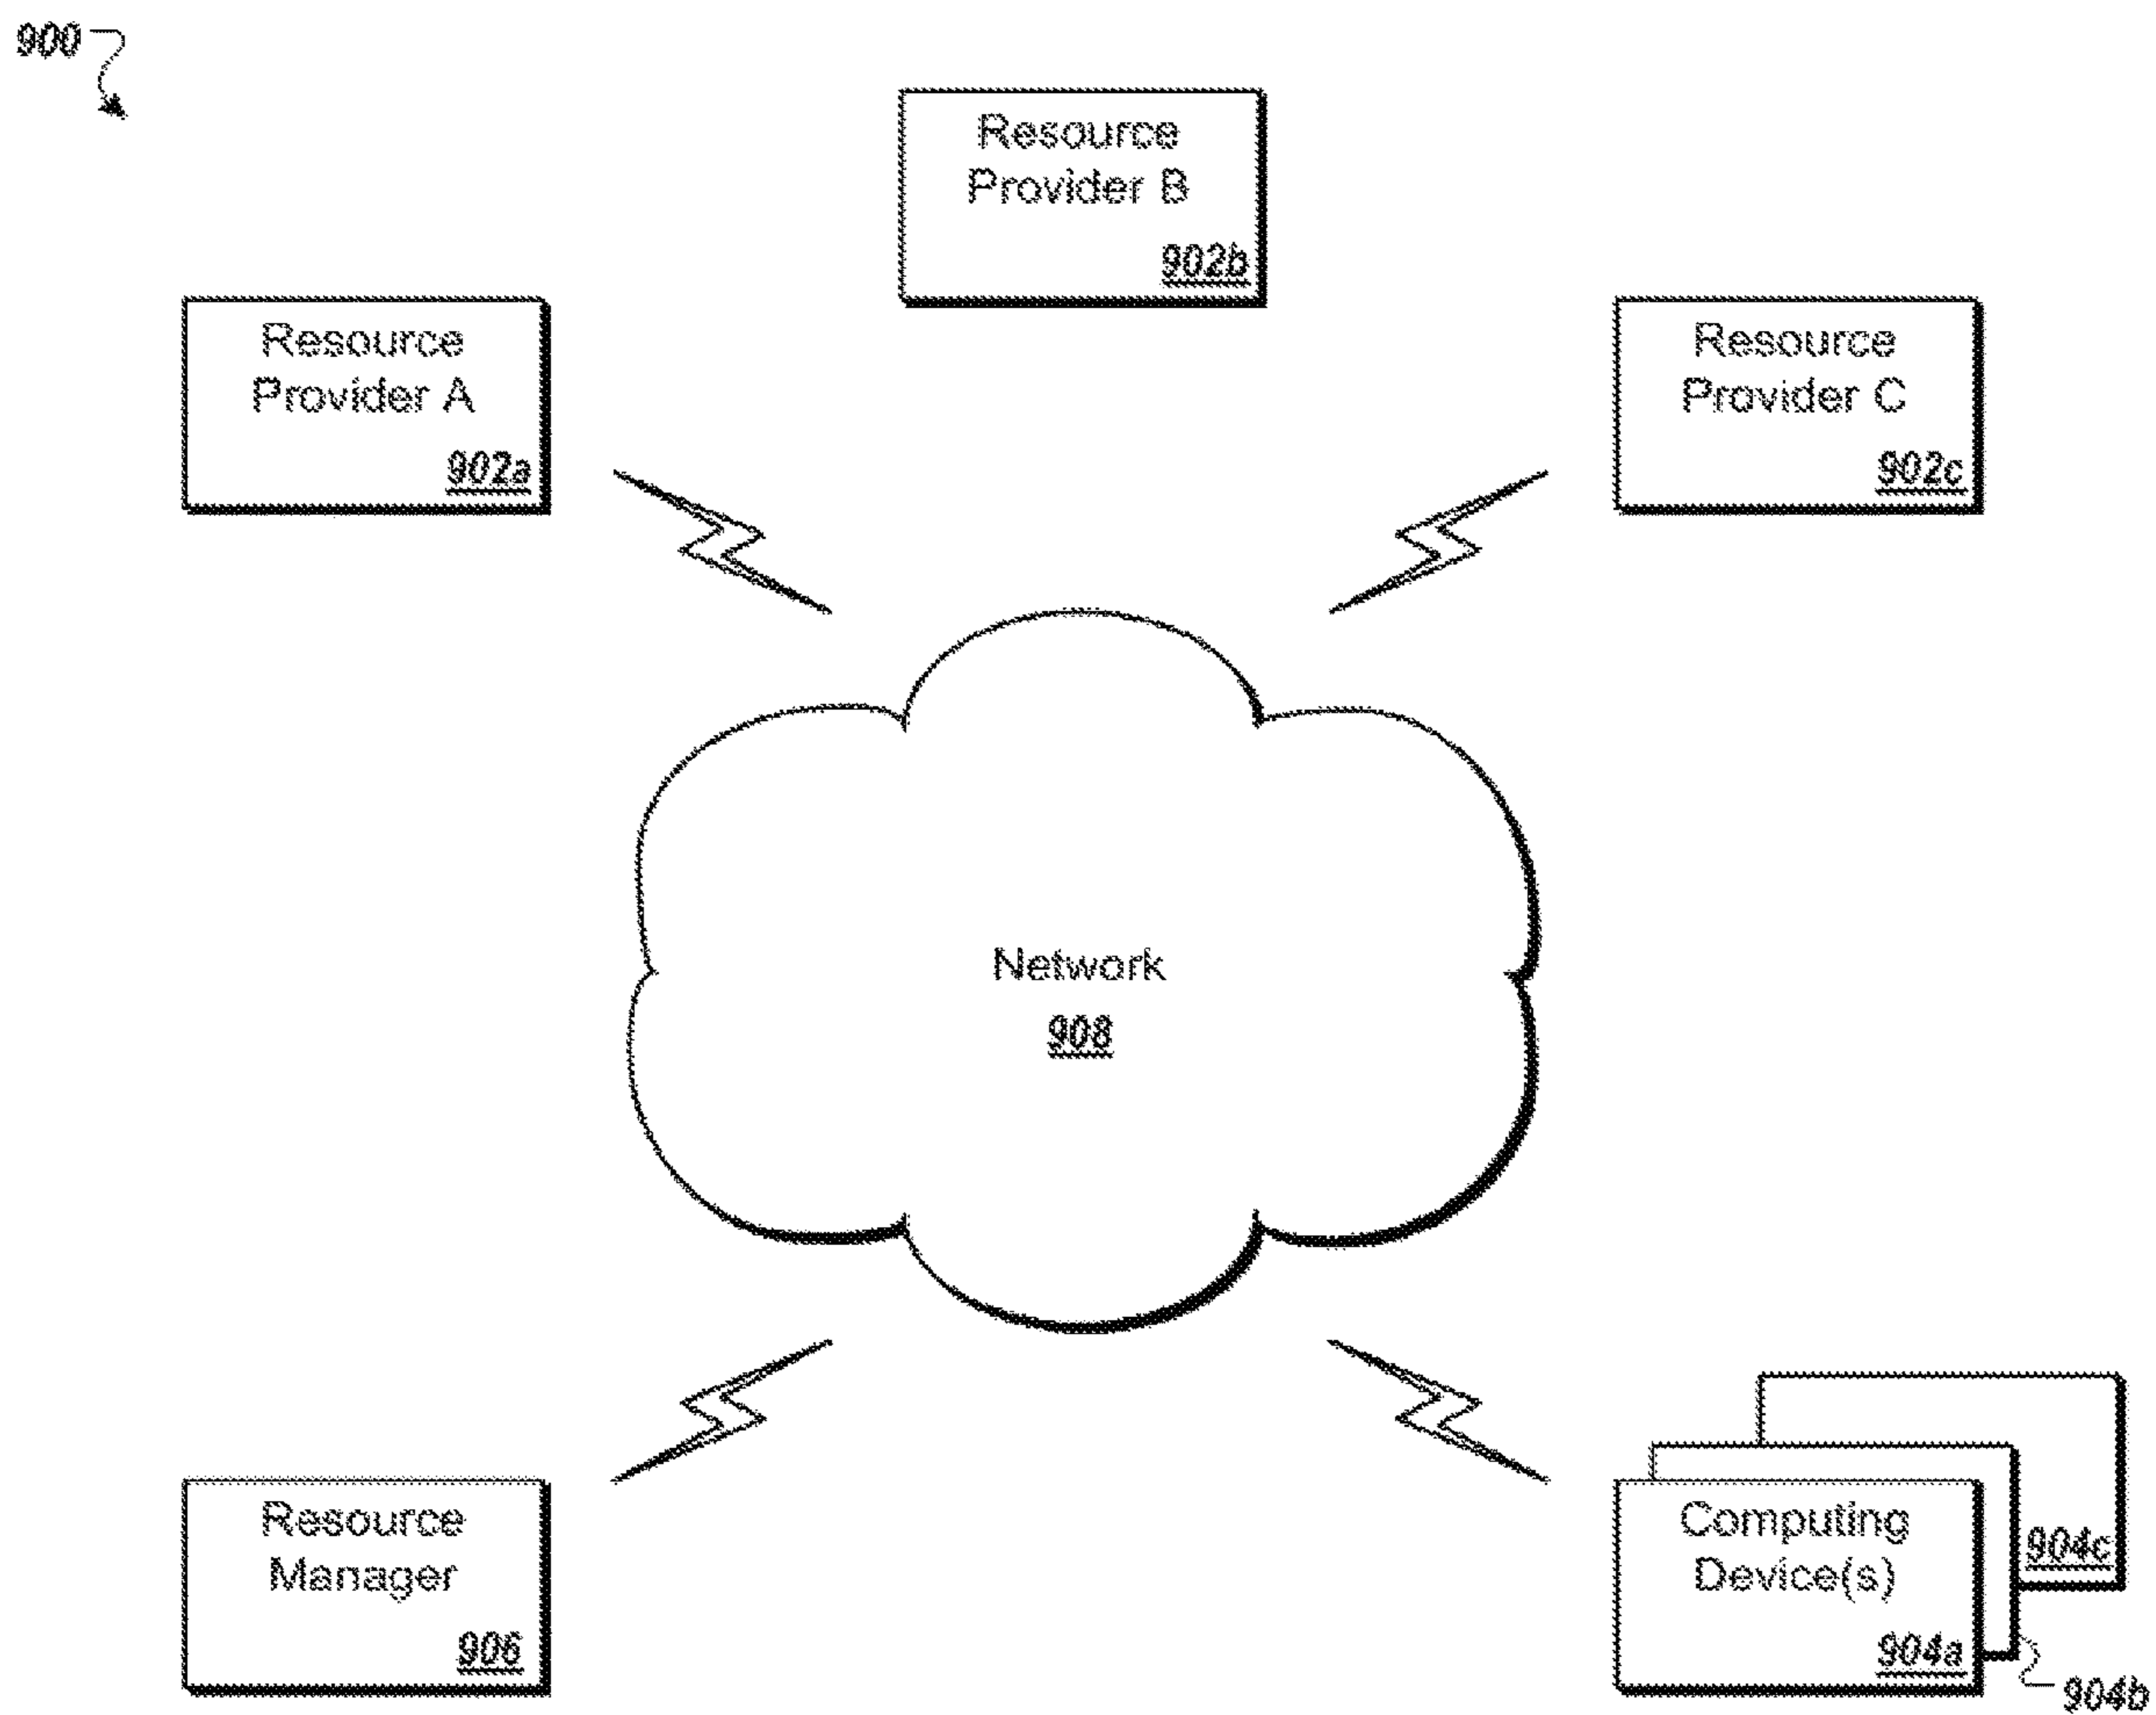 900
Resource
Provider B
902b
Resource
Provider A
902a
Resource
Provider C
902c
Network
908
Resource
Manager
906
Computing
Device(s)
904a
904c
904b